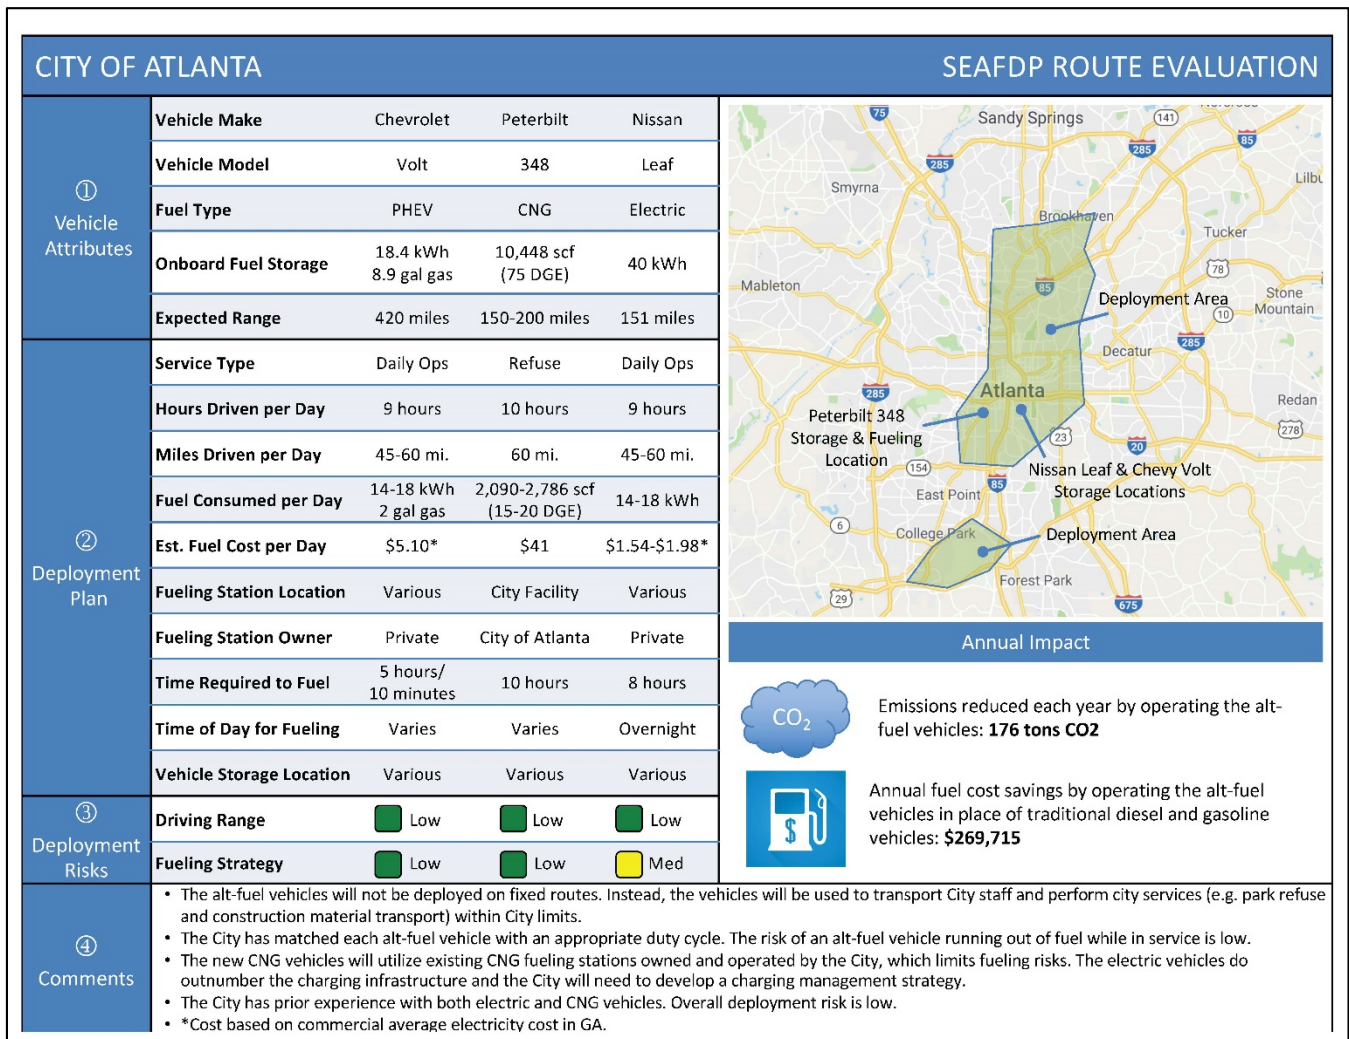 CITY OF ATLANTA
SEAFDP ROUTE EVALUATION
①
Vehicle
Attributes
Vehicle Make Chevrolet Peterbilt Nissan
Vehicle Model Volt 348 Leaf
Fuel Type PHEV CNG Electric
Onboard Fuel Storage 18.4 kWh 8.9 gal gas 10,448 scf (75 DGE) 40 kWh
Expected Range 420 miles 150-200 miles 151 miles
②
Deployment
Plan
Service Type Daily Ops Refuse Daily Ops
Hours Driven per Day 9 hours 10 hours 9 hours
Miles Driven per Day 45-60 mi. 60 mi. 45-60 mi.
Fuel Consumed per Day 14-18 kWh 2 gal gas 2,090-2,786 scf (15-20 DGE) 14-18 kWh
Est. Fuel Cost per Day $5.10* $41 $1.54-$1.98*
Fueling Station Location Various City Facility Various
Fueling Station Owner Private City of Atlanta Private
Time Required to Fuel 5 hours/ 10 minutes 10 hours 8 hours
Time of Day for Fueling Varies Varies Overnight
Vehicle Storage Location Various Various Various
③
Deployment
Risks
Driving Range Low Low Low
Fueling Strategy Low Low Med
75
Sandy Springs
141
285
85
285
Smyrna
Brookhaven
Tucker
78
Mableton
85
Deployment Area
Stone
Mountain
10
285
Decatur
Atlanta
285
Redan
278
Peterbilt 348
Storage & Fueling
Location
23
20
154
Nissan Leaf & Chevy Volt
Storage Locations
85
East Point
6
College Park
Deployment Area
Forest Park
29
675
Annual Impact
CO2
Emissions reduced each year by operating the alt-
fuel vehicles: 176 tons CO2
$
Annual fuel cost savings by operating the alt-fuel
vehicles in place of traditional diesel and gasoline
vehicles: $269,715
④
Comments
• The alt-fuel vehicles will not be deployed on fixed routes. Instead, the vehicles will be used to transport City staff and perform city services (e.g. park refuse
and construction material transport) within City limits.
• The City has matched each alt-fuel vehicle with an appropriate duty cycle. The risk of an alt-fuel vehicle running out of fuel while in service is low.
• The new CNG vehicles will utilize existing CNG fueling stations owned and operated by the City, which limits fueling risks. The electric vehicles do
outnumber the charging infrastructure and the City will need to develop a charging management strategy.
• The City has prior experience with both electric and CNG vehicles. Overall deployment risk is low.
• *Cost based on commercial average electricity cost in GA.